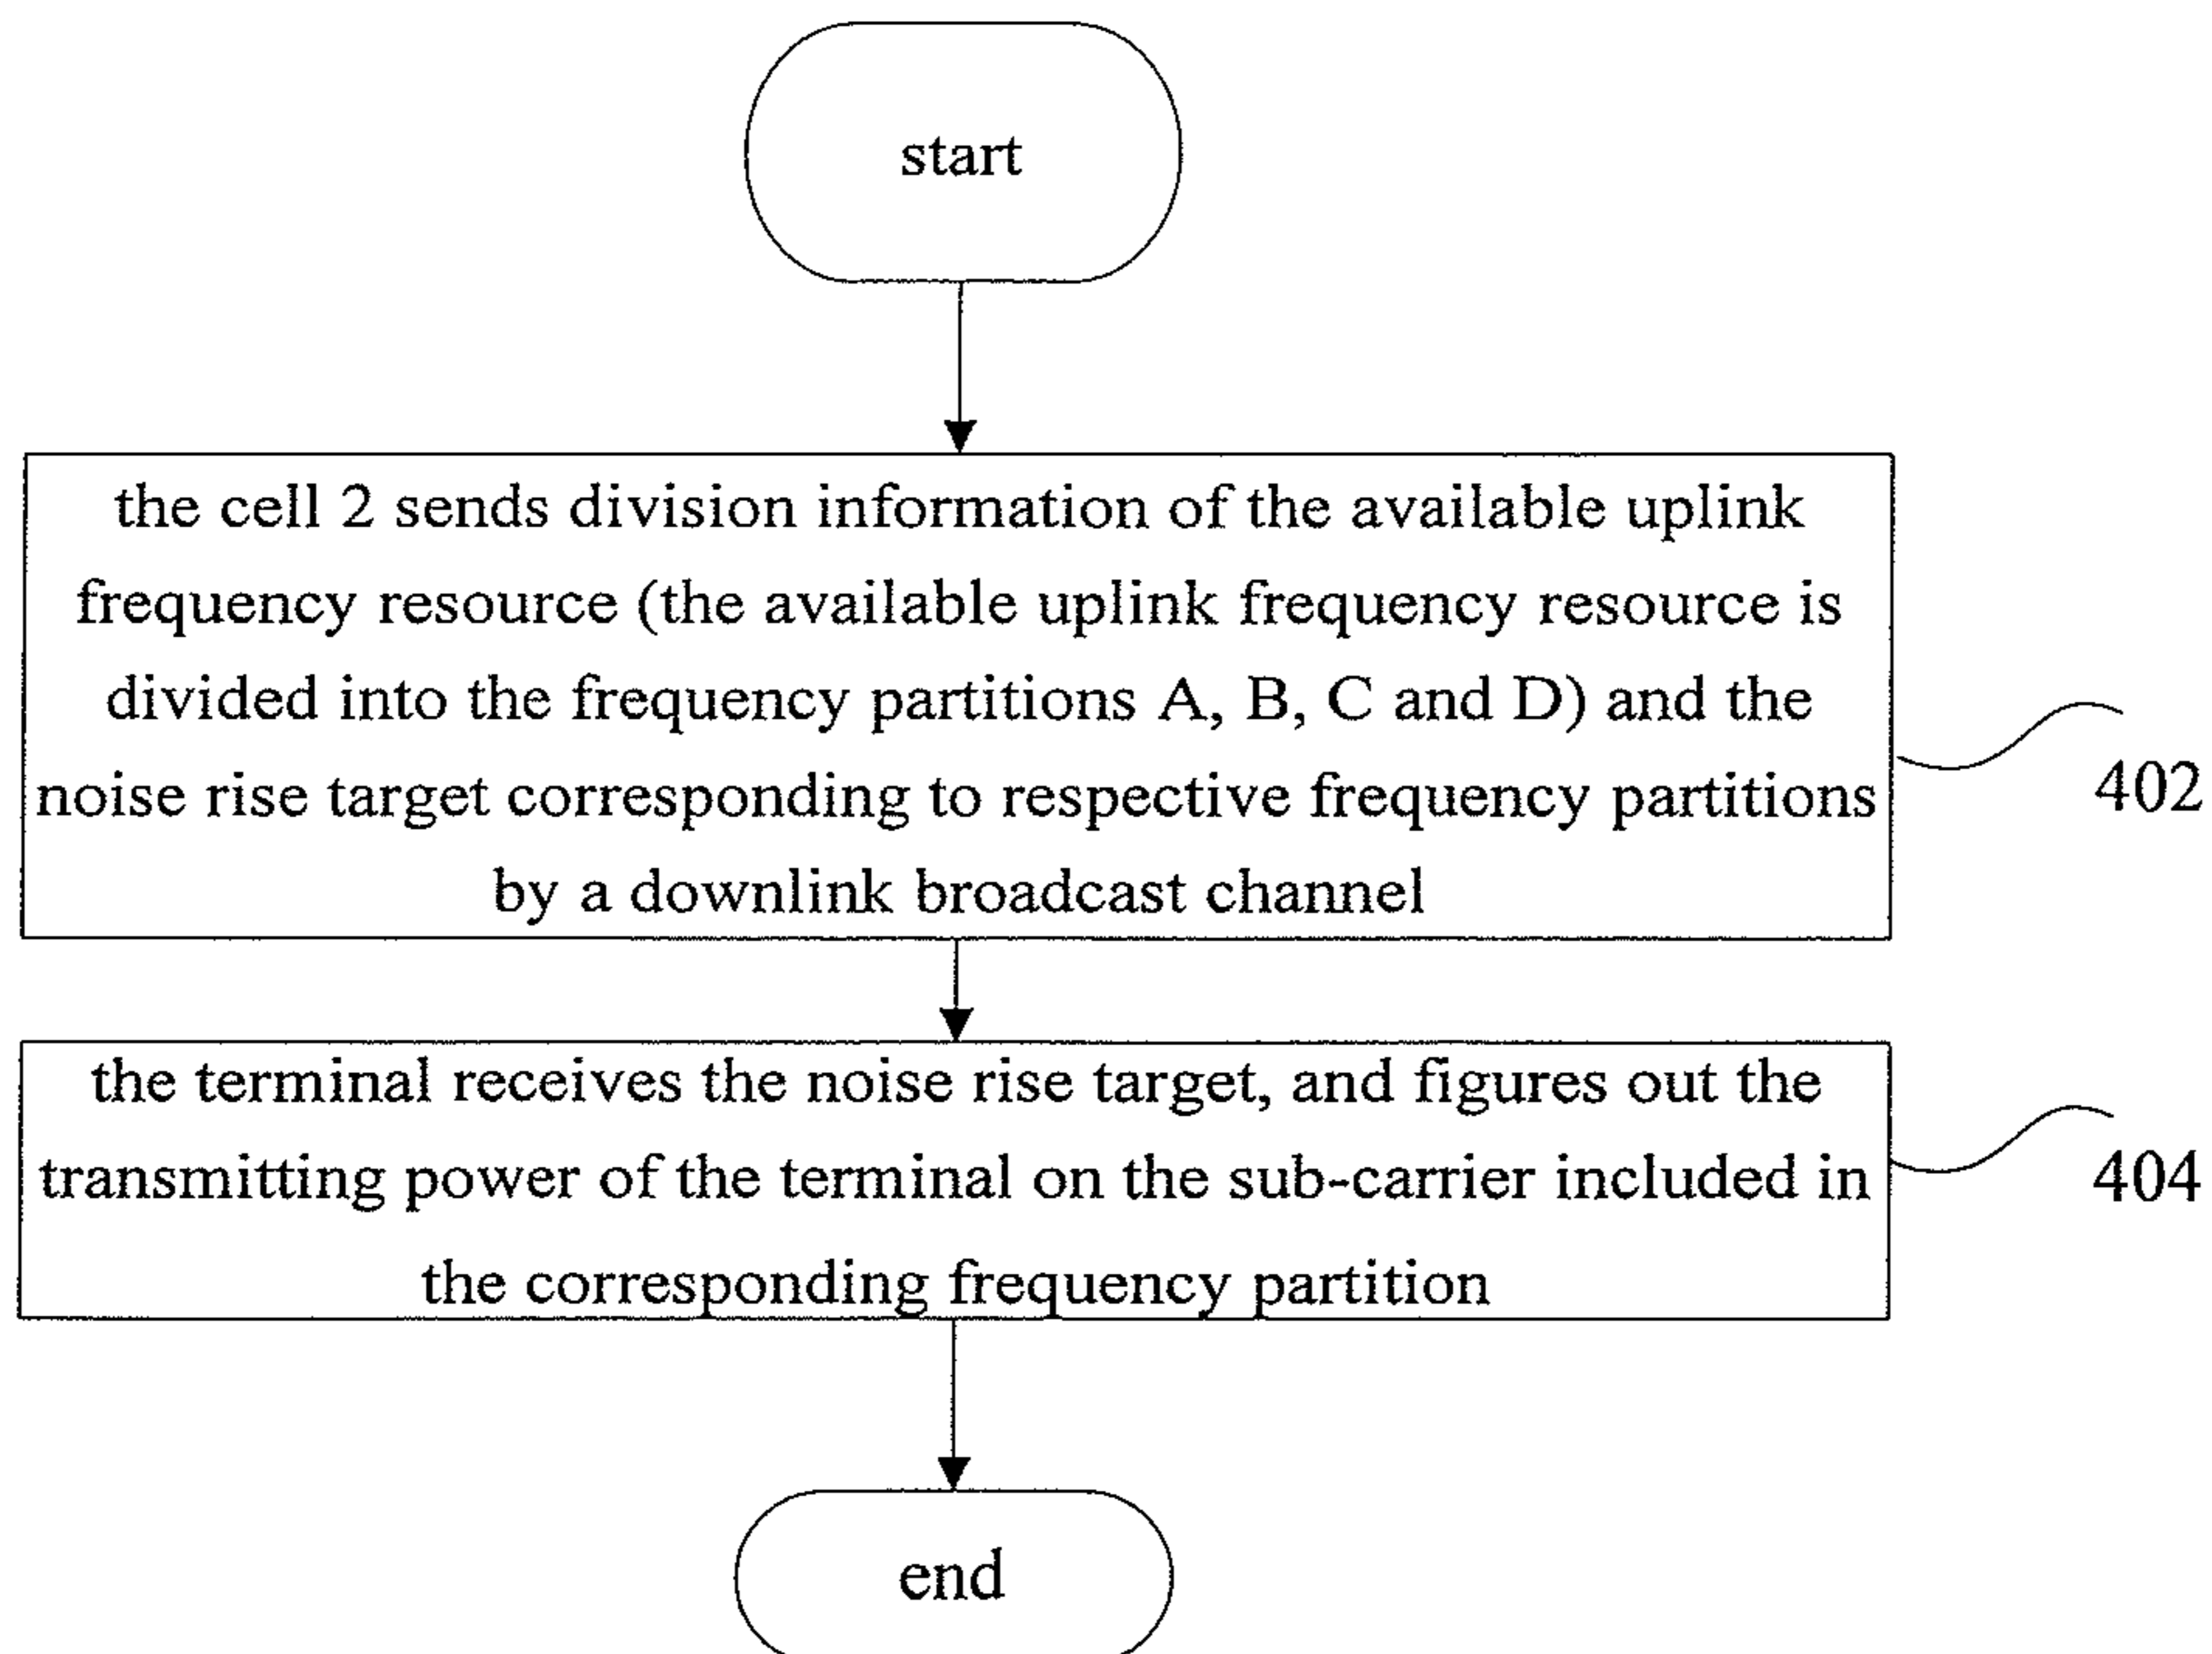 start
the cell 2 sends division information of the available uplink
frequency resource (the available uplink frequency resource is
divided into the frequency partitions A, B, C and D) and the
noise rise target corresponding to respective frequency partitions
by a downlink broadcast channel
402
the terminal receives the noise rise target, and figures out the
transmitting power of the terminal on the sub-carrier included in
the corresponding frequency partition
404
end